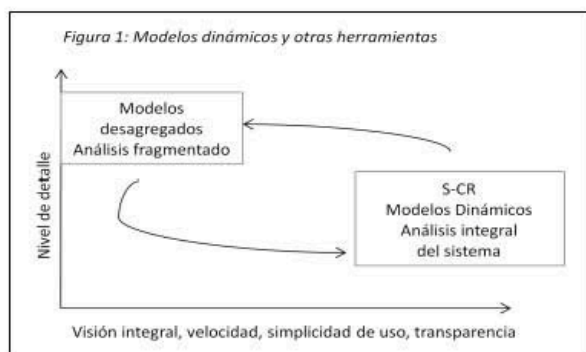 Figura 1: Modelos dinámicos y otras herramientas
Modelos
desagregados
Análisis fragmentado
S-CR
Modelos Dinámicos
Análisis integral
del sistema
Nivel de detalle
Visión integral, velocidad, simplicidad de uso, transparencia